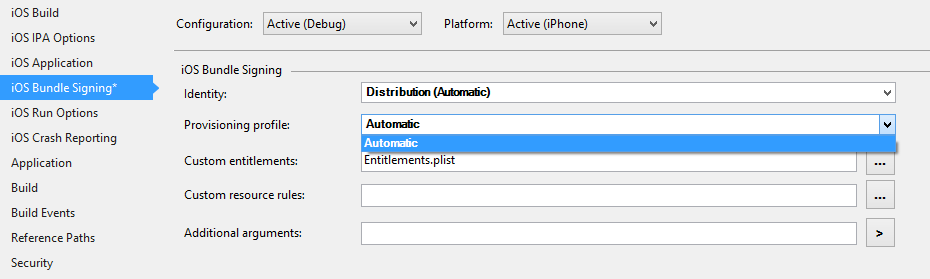 iOS Build
iOS IPA Options
iOS Application
iOS Bundle Signing*
iOS Run Options
iOS Crash Reporting
Application
Build
Build Events
Reference Paths
Security
Configuration: Active (Debug) Platform: Active (iPhone)
iOS Bundle Signing
Identity: Distribution (Automatic)
Provisioning profile: Automatic
Automatic
Custom entitlements: Entitlements.plist ...
Custom resource rules: ...
Additional arguments: >